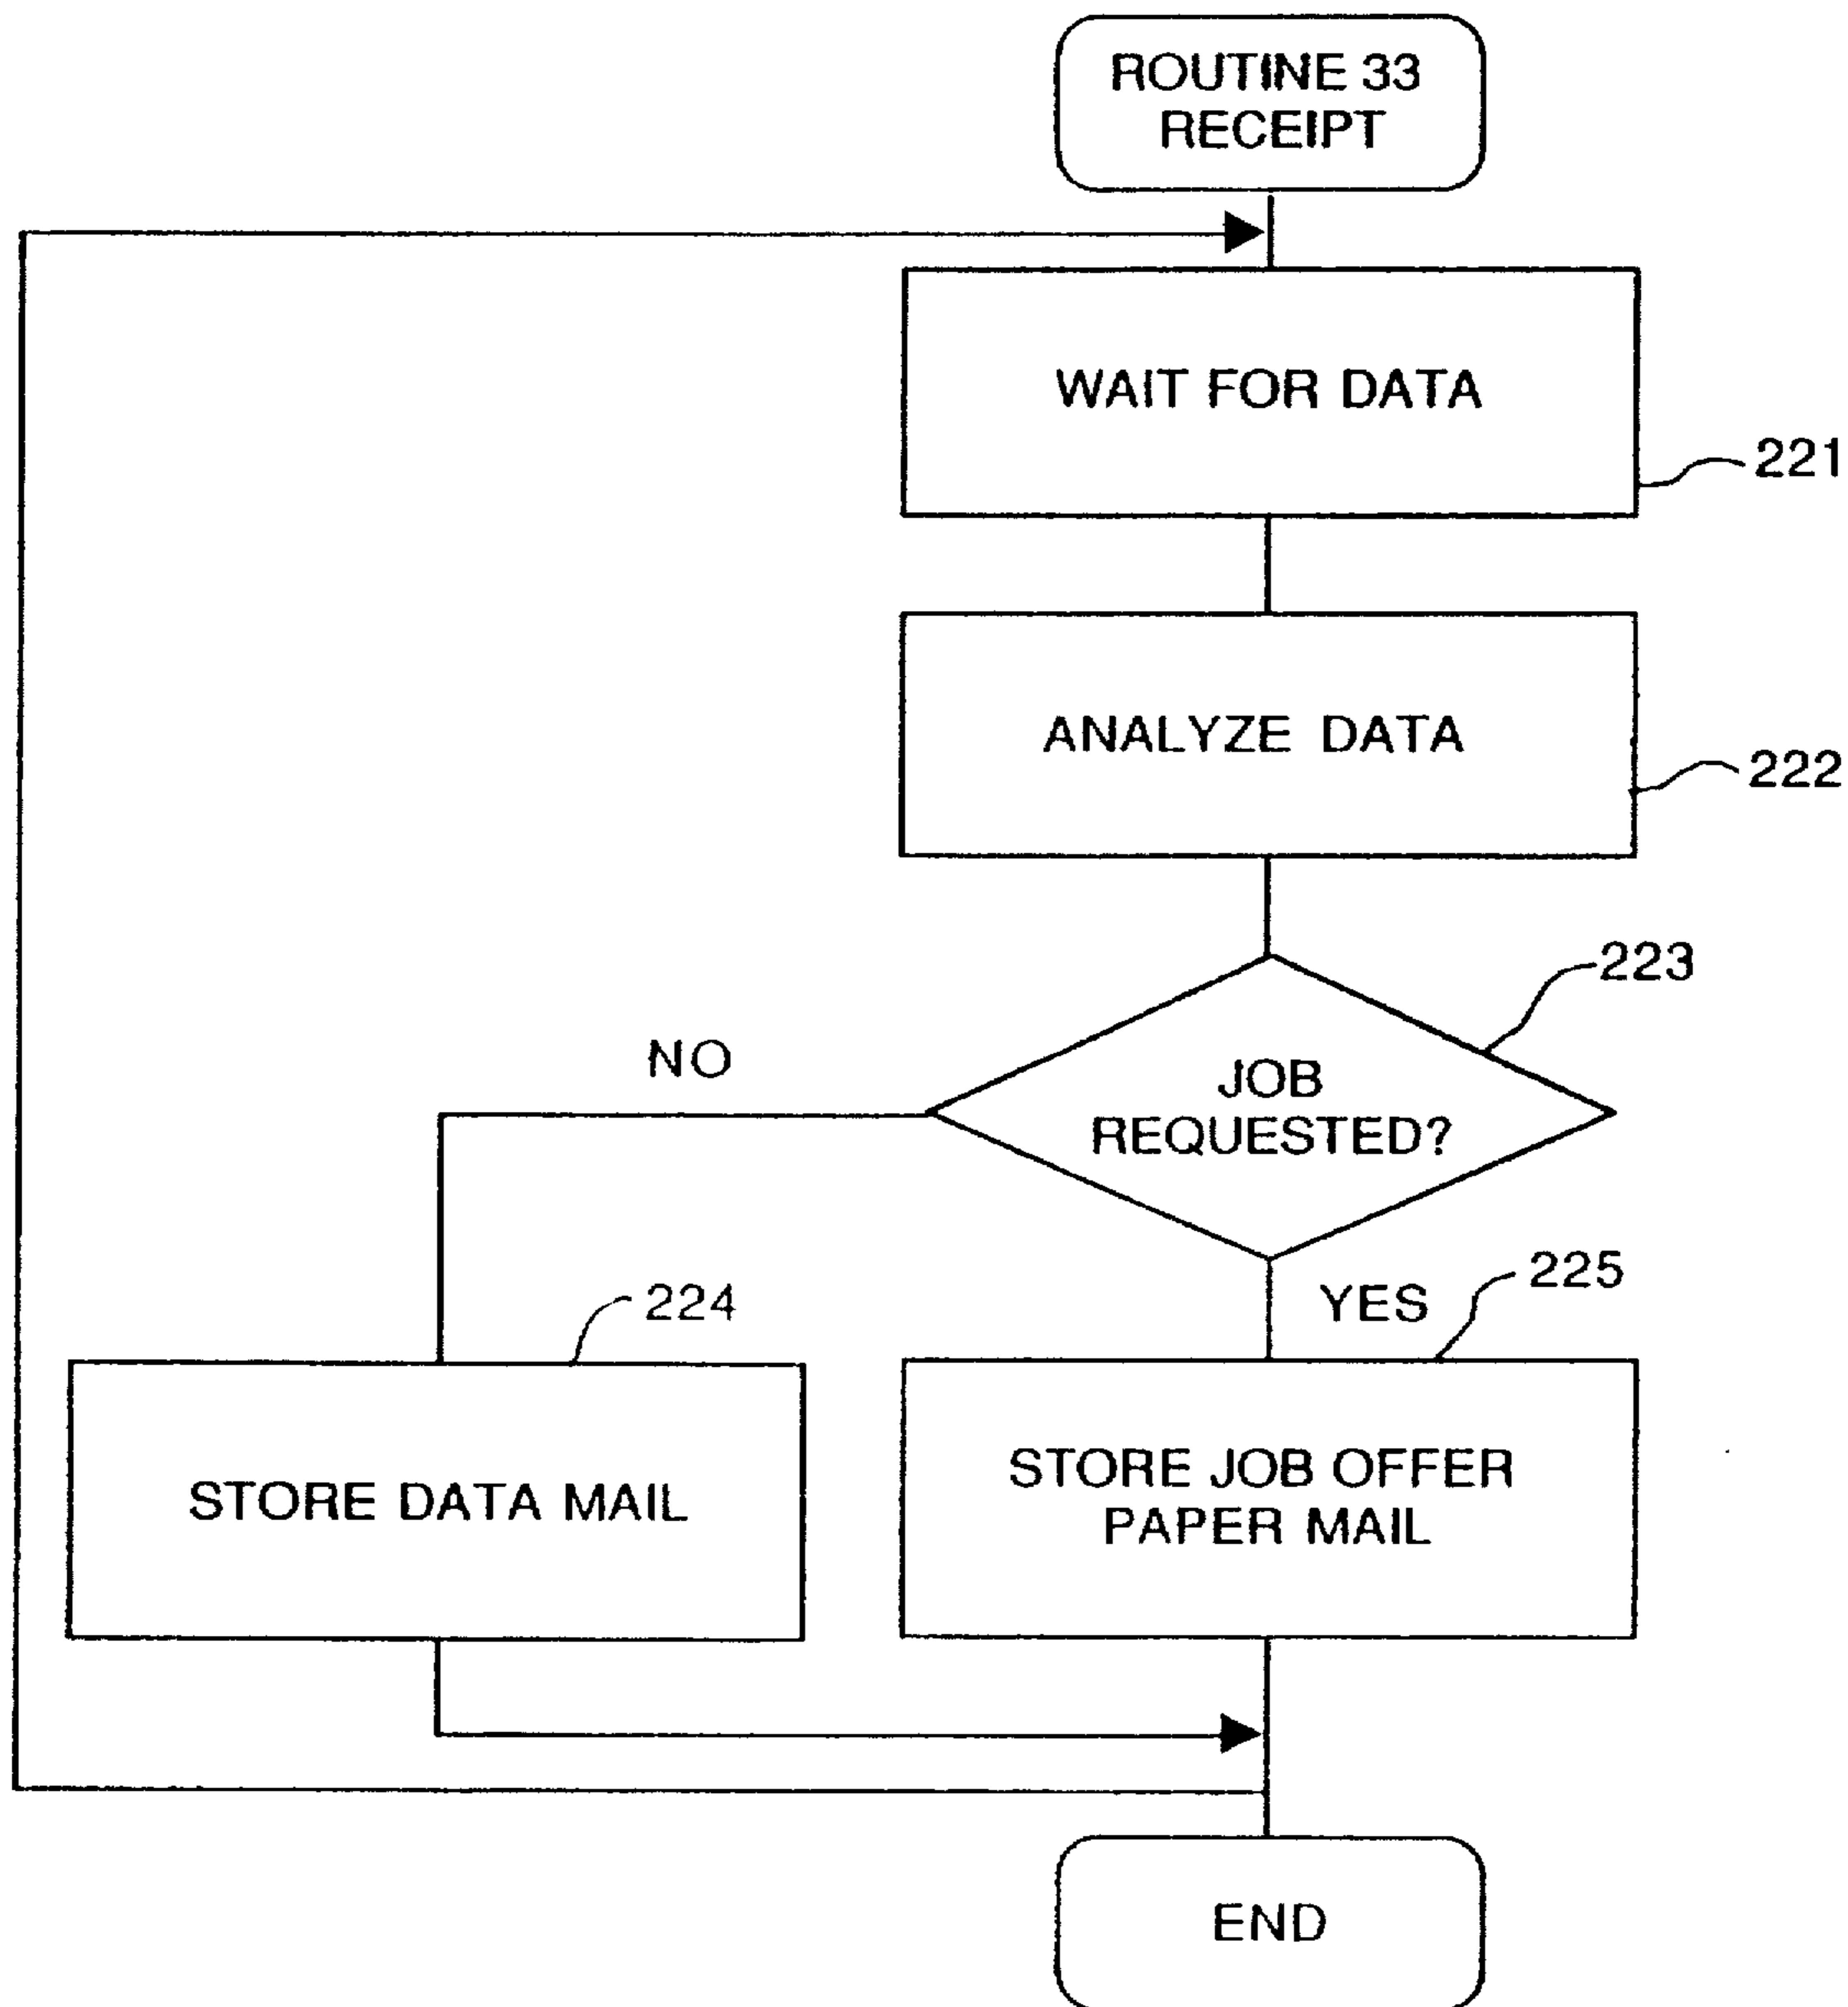 ROUTINE 33
RECEIPT
WAIT FOR DATA
221
ANALYZE DATA
222
223
NO
JOB
REQUESTED?
224
YES
225
STORE DATA MAIL
STORE JOB OFFER
PAPER MAIL
END